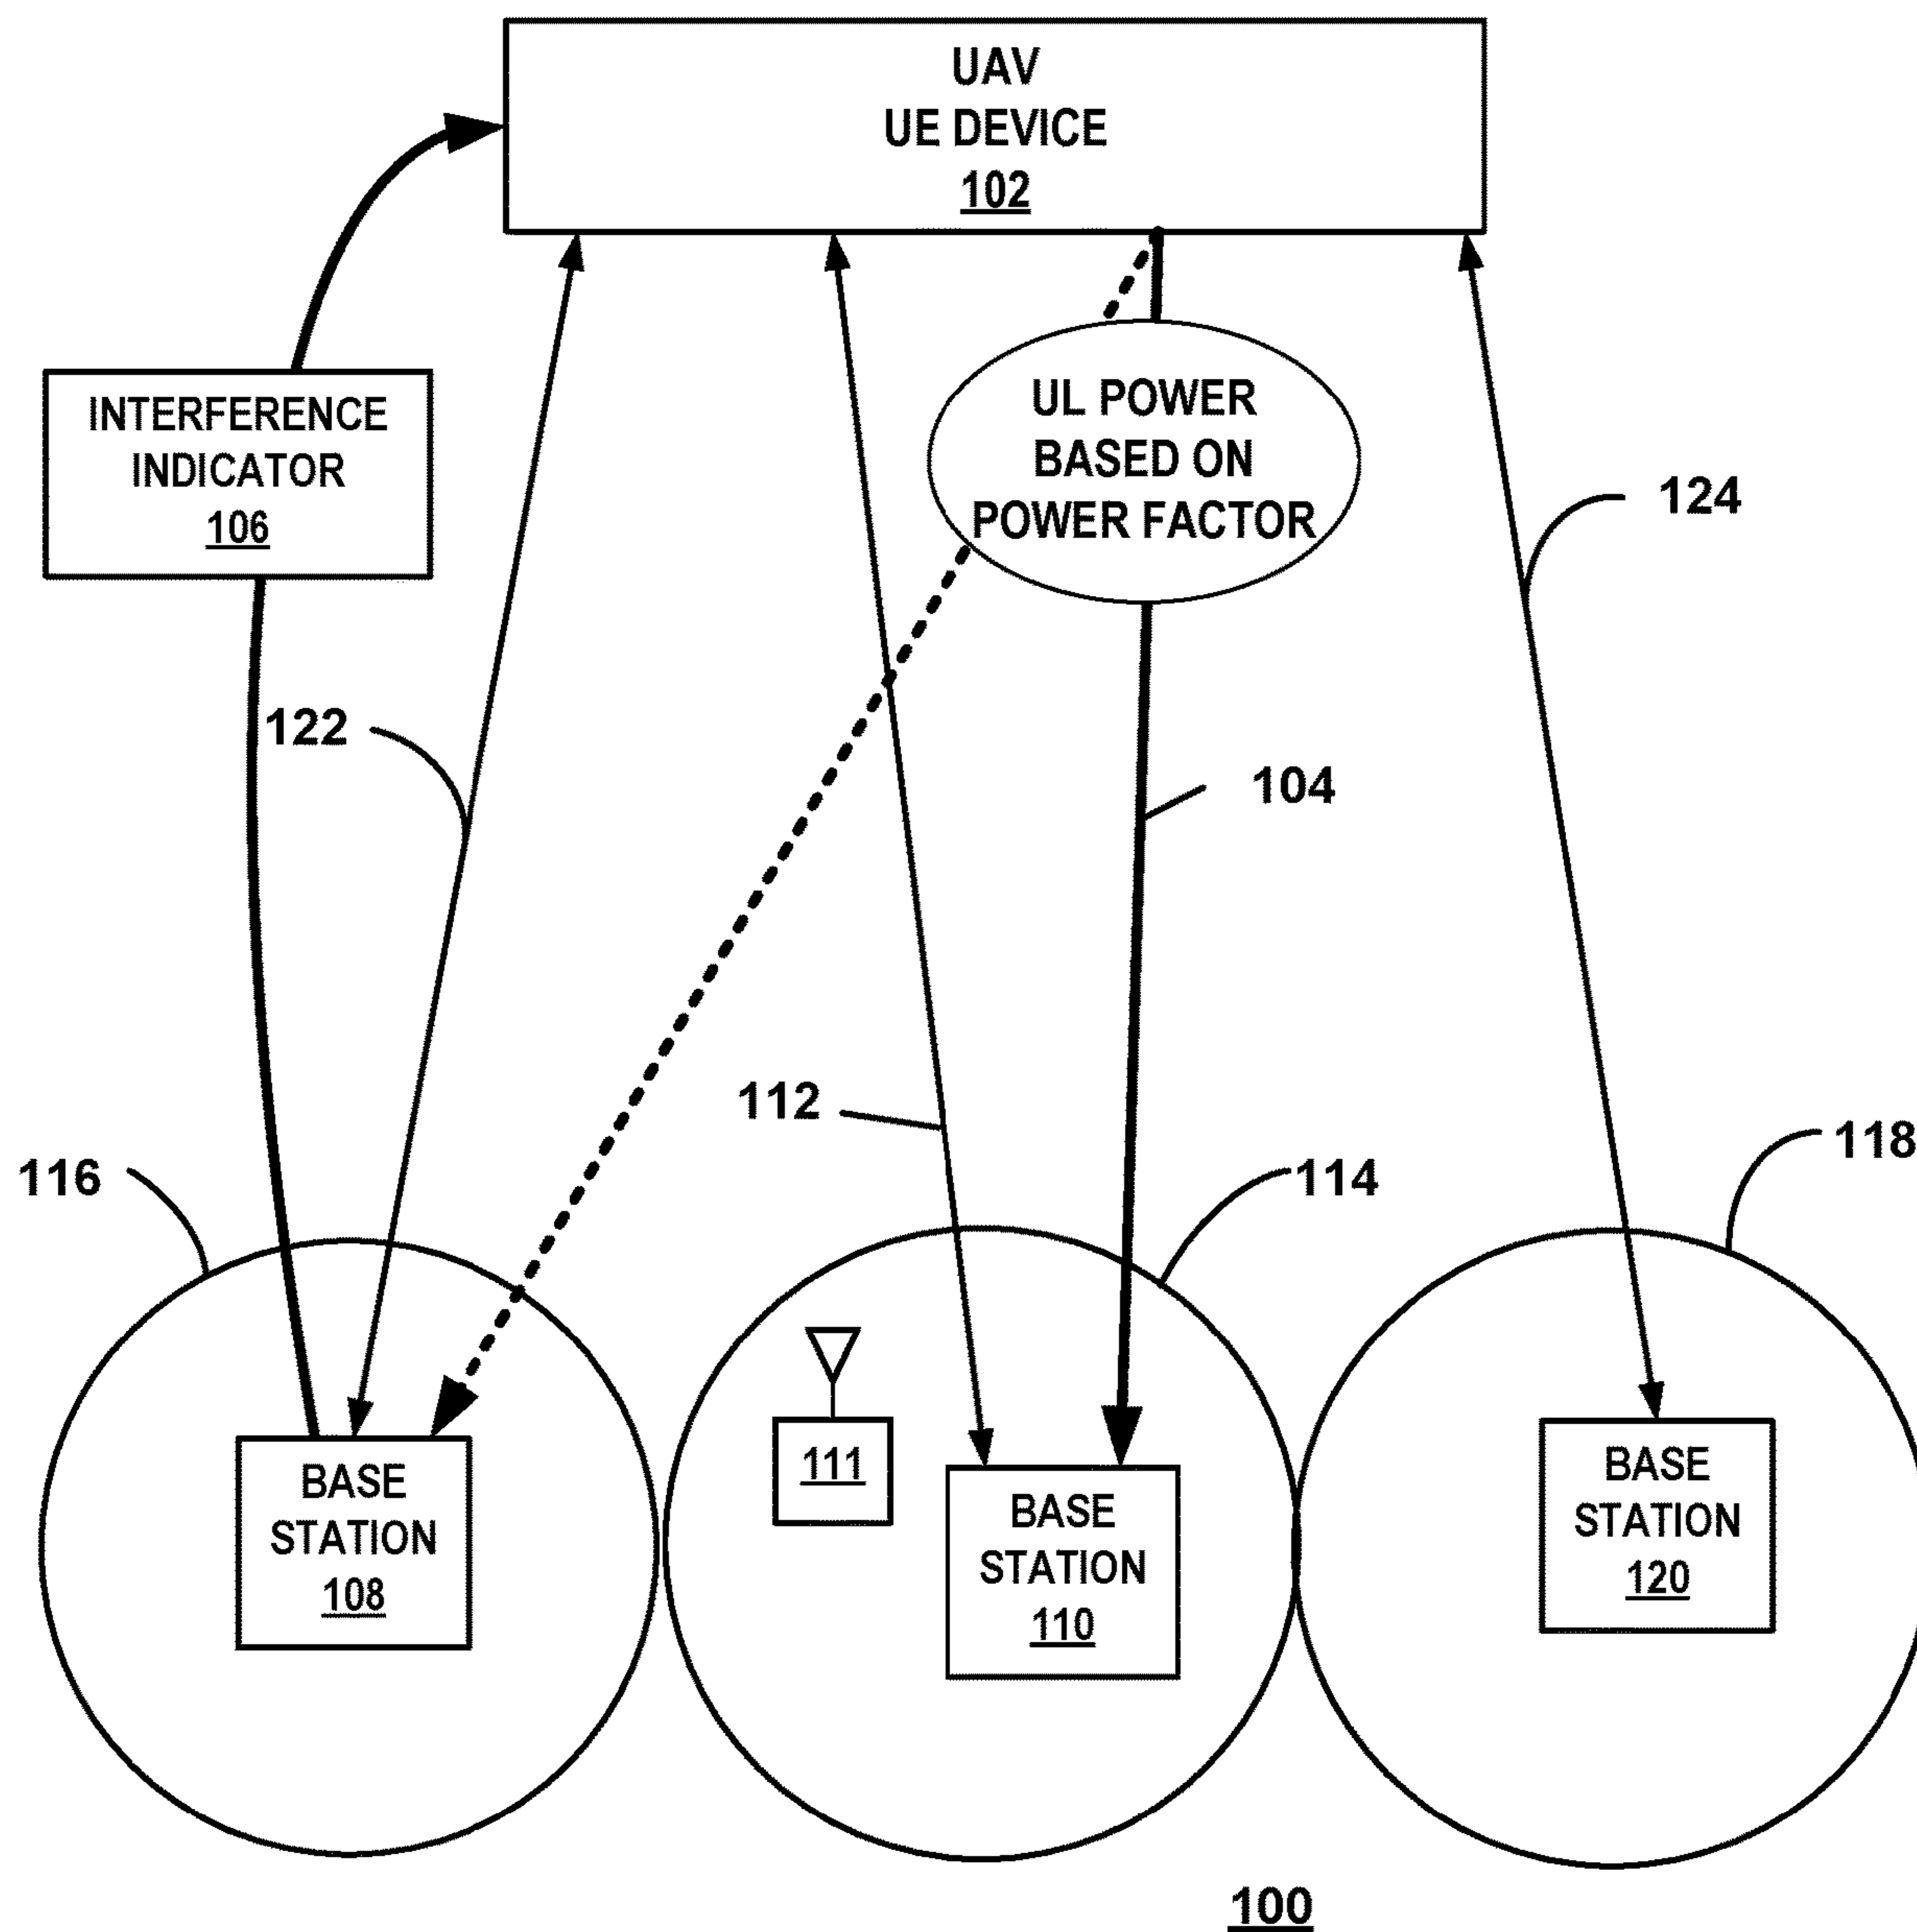 UAV
UE DEVICE
102
INTERFERENCE
INDICATOR
106
UL POWER
BASED ON
POWER FACTOR
124
122
104
112
116
114
118
111
BASE
STATION
108
BASE
STATION
110
BASE
STATION
120
100